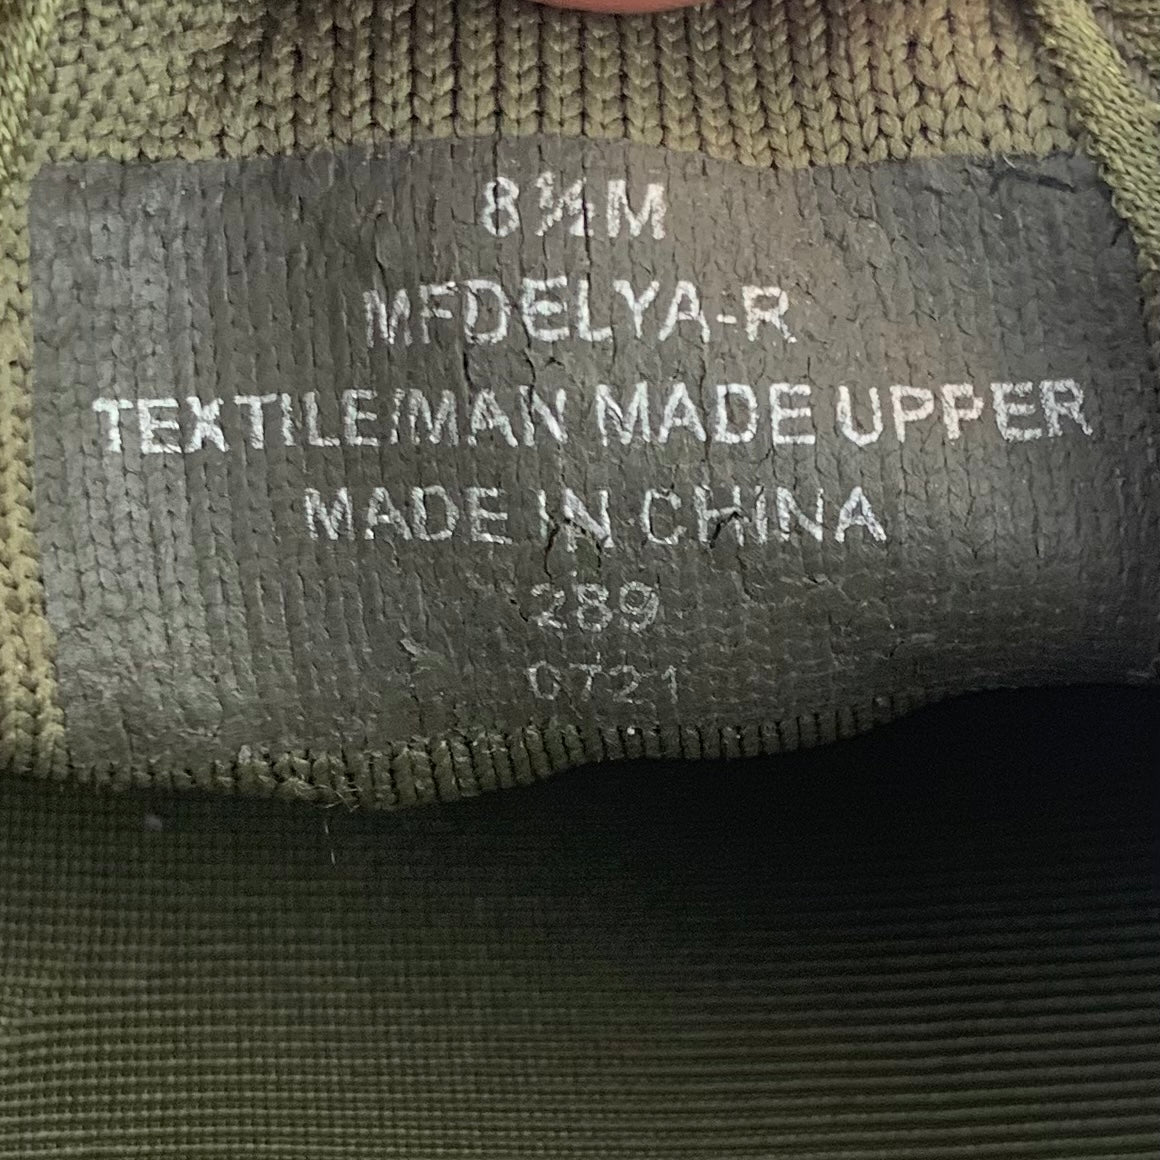 8½M
MFDELYA-R
TEXTILE/MAN MADE UPPER
MADE IN CHINA
289
0721